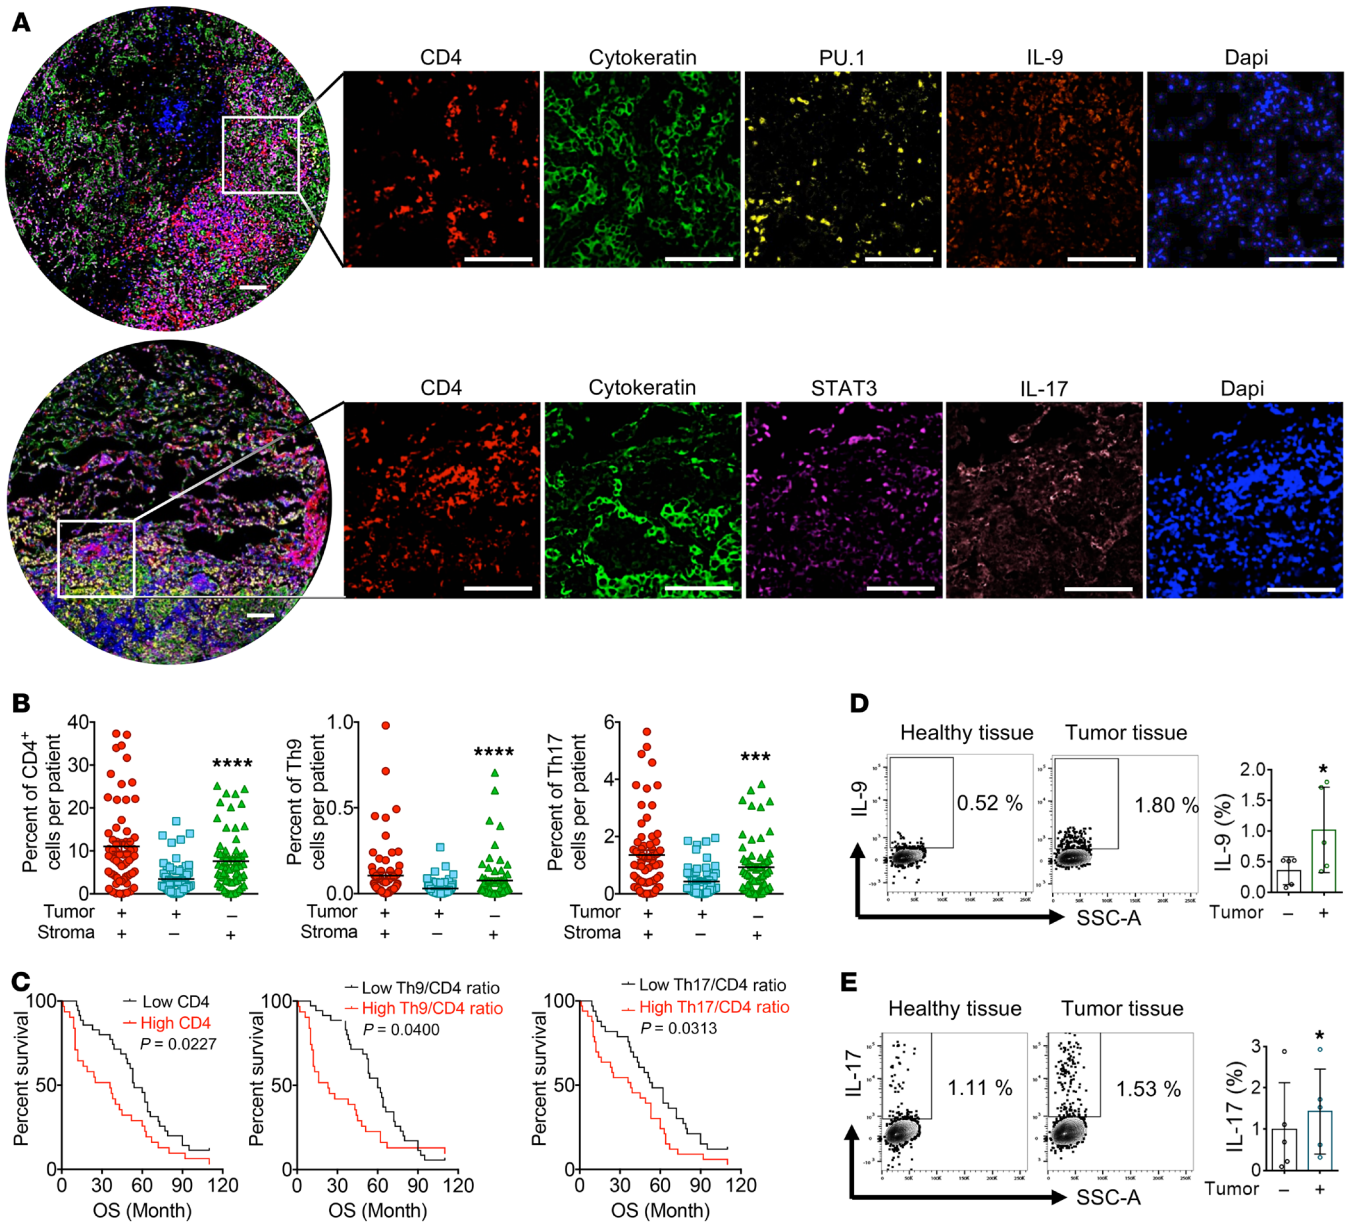 A
CD4 Cytokeratin PU.1 IL-9 Dapi
CD4 Cytokeratin STAT3 IL-17 Dapi
B
Percent of CD4+
cells per patient
40
30
20
10
0
Percent of Th9
cells per patient
1.0
0.5
0.0
Percent of Th17
cells per patient
6
4
2
0
****
****
***
Tumor + + – + + – + + –
Stroma + – + + – + + – +
C
Percent survival
100
50
0
Low CD4
High CD4
P = 0.0227
0 30 60 90 120
OS (Month)
Percent survival
100
50
0
Low Th9/CD4 ratio
High Th9/CD4 ratio
P = 0.0400
0 30 60 90 120
OS (Month)
Percent survival
100
50
0
Low Th17/CD4 ratio
High Th17/CD4 ratio
P = 0.0313
0 30 60 90 120
OS (Month)
D
Healthy tissue Tumor tissue
IL-9
0.52 %
1.80 %
SSC-A
IL-9 (%)
2.0
1.5
1.0
0.5
0.0
*
Tumor – +
E
Healthy tissue Tumor tissue
IL-17
1.11 %
1.53 %
SSC-A
IL-17 (%)
3
2
1
0
*
Tumor – +